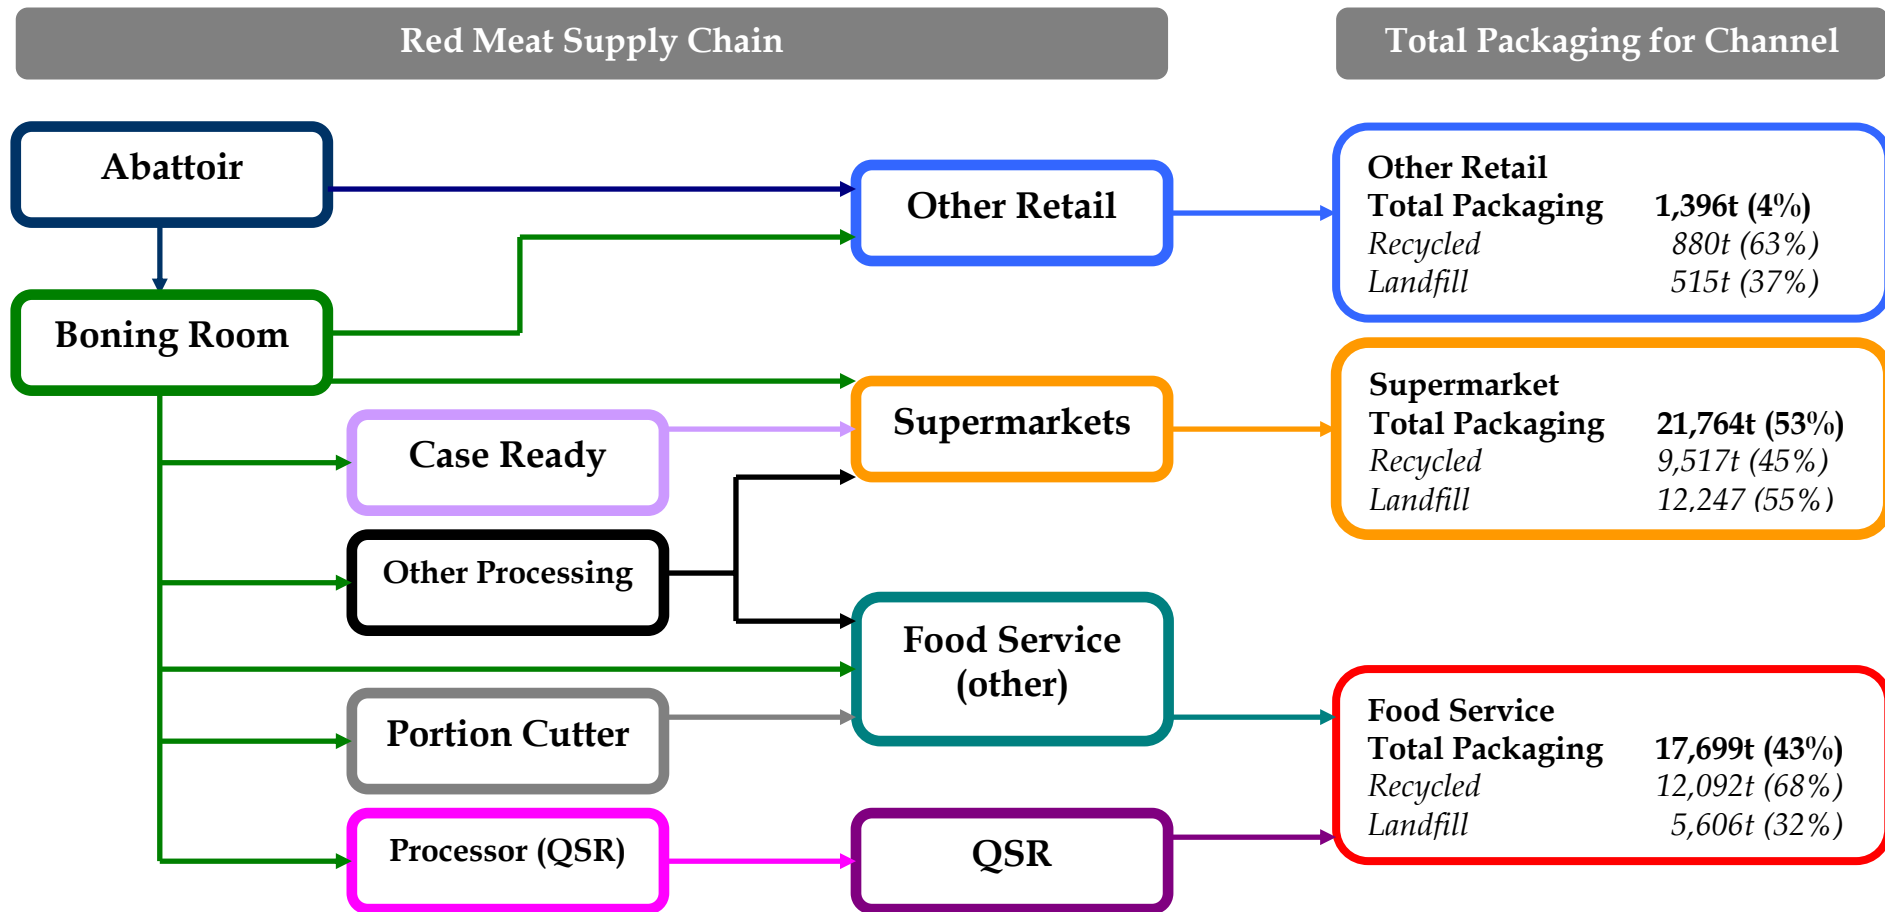 Red Meat Supply Chain
Total Packaging for Channel
Abattoir
Boning Room
Case Ready
Other Processing
Portion Cutter
Processor (QSR)
Other Retail
Supermarkets
Food Service
(other)
QSR
Other Retail
Total Packaging 1,396t (4%)
Recycled 880t (63%)
Landfill 515t (37%)
Supermarket
Total Packaging 21,764t (53%)
Recycled 9,517t (45%)
Landfill 12,247 (55%)
Food Service
Total Packaging 17,699t (43%)
Recycled 12,092t (68%)
Landfill 5,606t (32%)